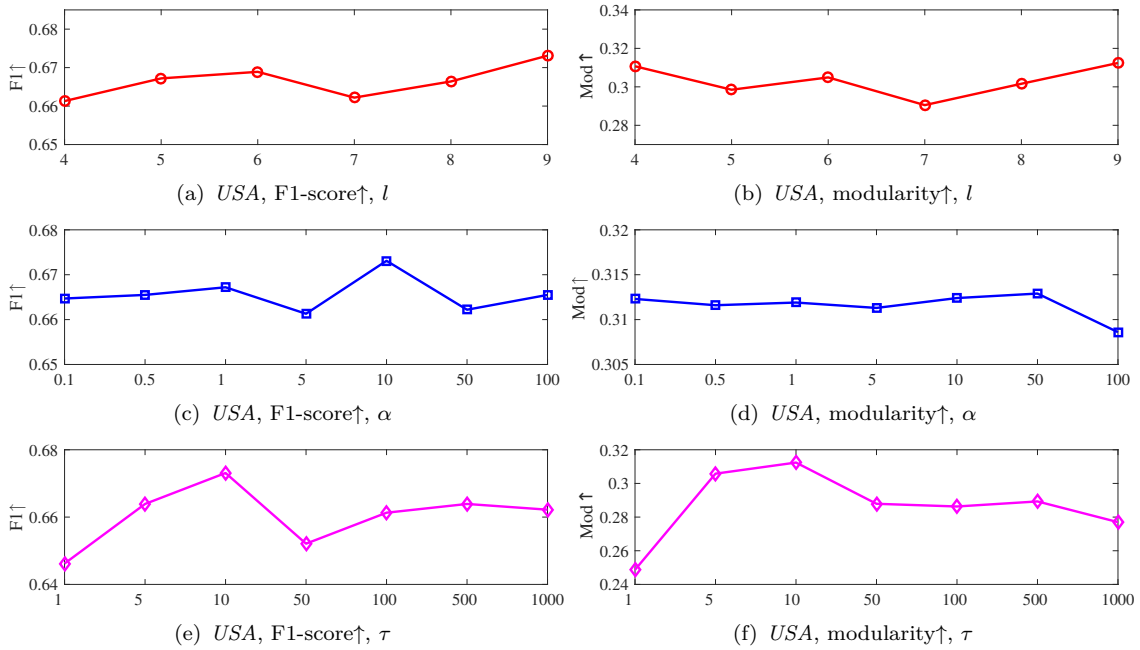 0.68
0.67
0.66
0.65
F1↑
4 5 6 7 8 9
(a) USA, F1-score↑, l
0.34
0.32
0.3
0.28
Mod↑
4 5 6 7 8 9
(b) USA, modularity↑, l
0.68
0.67
0.66
0.65
F1↑
0.1 0.5 1 5 10 50 100
(c) USA, F1-score↑, α
0.32
0.315
0.31
0.305
Mod↑
0.1 0.5 1 5 10 50 100
(d) USA, modularity↑, α
0.68
0.66
0.64
F1↑
1 5 10 50 100 500 1000
(e) USA, F1-score↑, τ
0.32
0.3
0.28
0.26
0.24
Mod↑
1 5 10 50 100 500 1000
(f) USA, modularity↑, τ